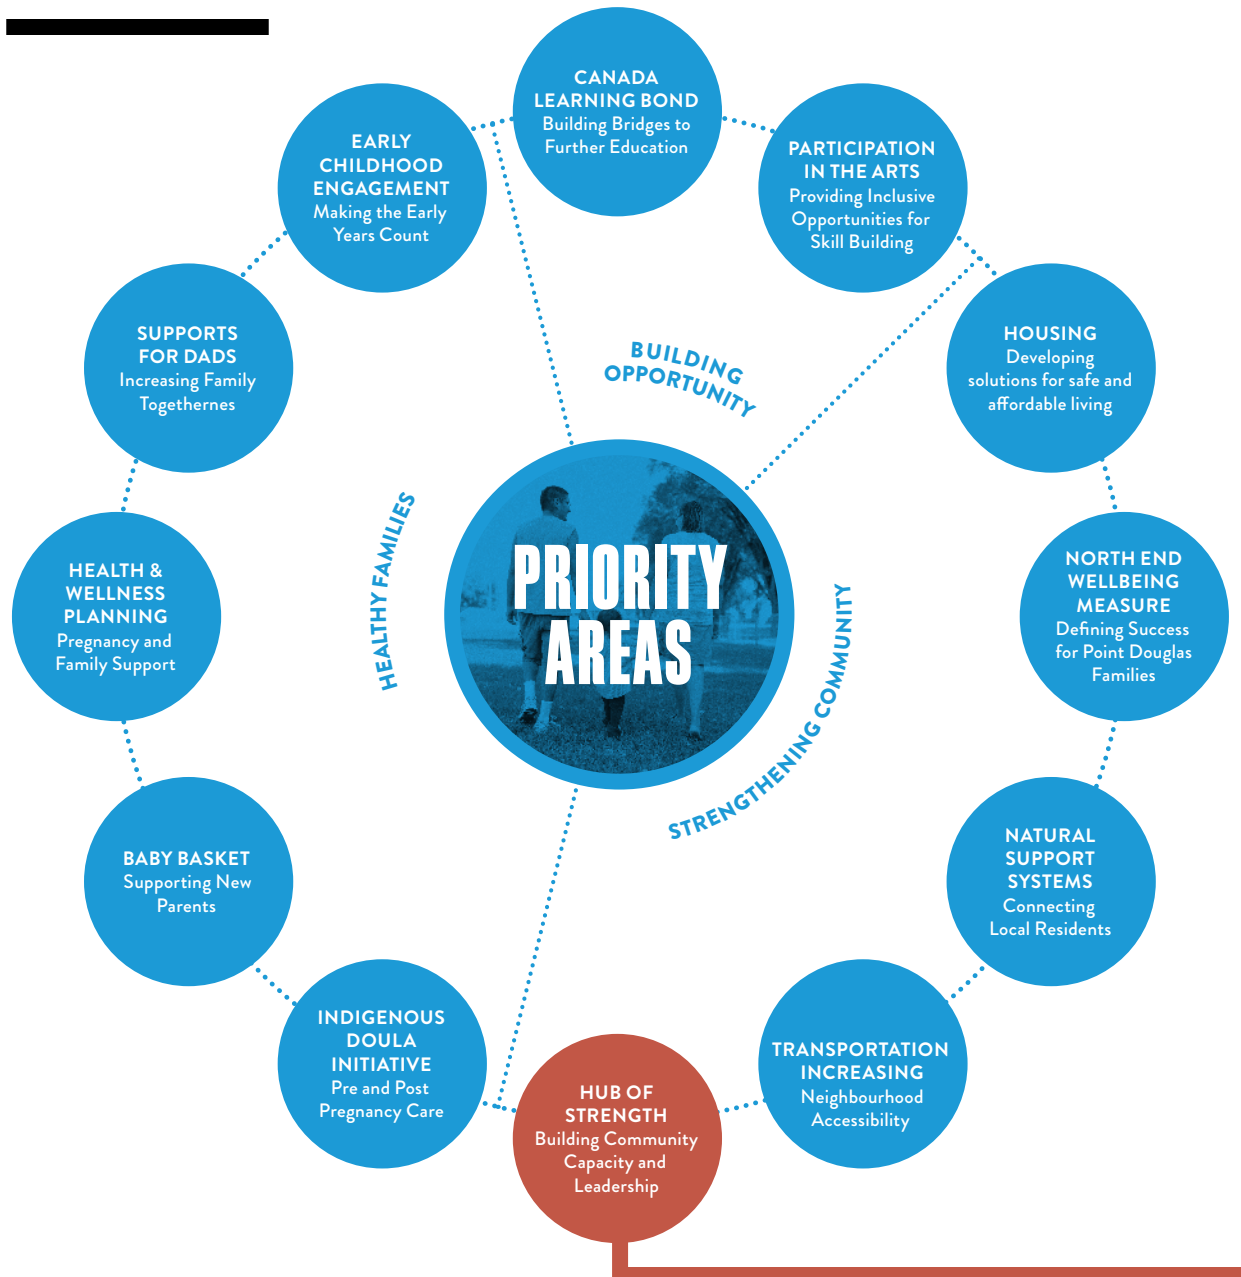 CANADA
LEARNING BOND
Building Bridges to
Further Education
PARTICIPATION
IN THE ARTS
Providing Inclusive
Opportunities for
Skill Building
HOUSING
Developing
solutions for safe and
affordable living
NORTH END
WELLBEING
MEASURE
Defining Success
for Point Douglas
Families
NATURAL
SUPPORT
SYSTEMS
Connecting
Local Residents
TRANSPORTATION
INCREASING
Neighbourhood
Accessibility
HUB OF
STRENGTH
Building Community
Capacity and
Leadership
INDIGENOUS
DOULA
INITIATIVE
Pre and Post
Pregnancy Care
BABY BASKET
Supporting New
Parents
HEALTH &
WELLNESS
PLANNING
Pregnancy and
Family Support
SUPPORTS
FOR DADS
Increasing Family
Togethernes
EARLY
CHILDHOOD
ENGAGEMENT
Making the Early
Years Count
BUILDING
OPPORTUNITY
HEALTHY FAMILIES
PRIORITY
AREAS
STRENGTHENING COMMUNITY